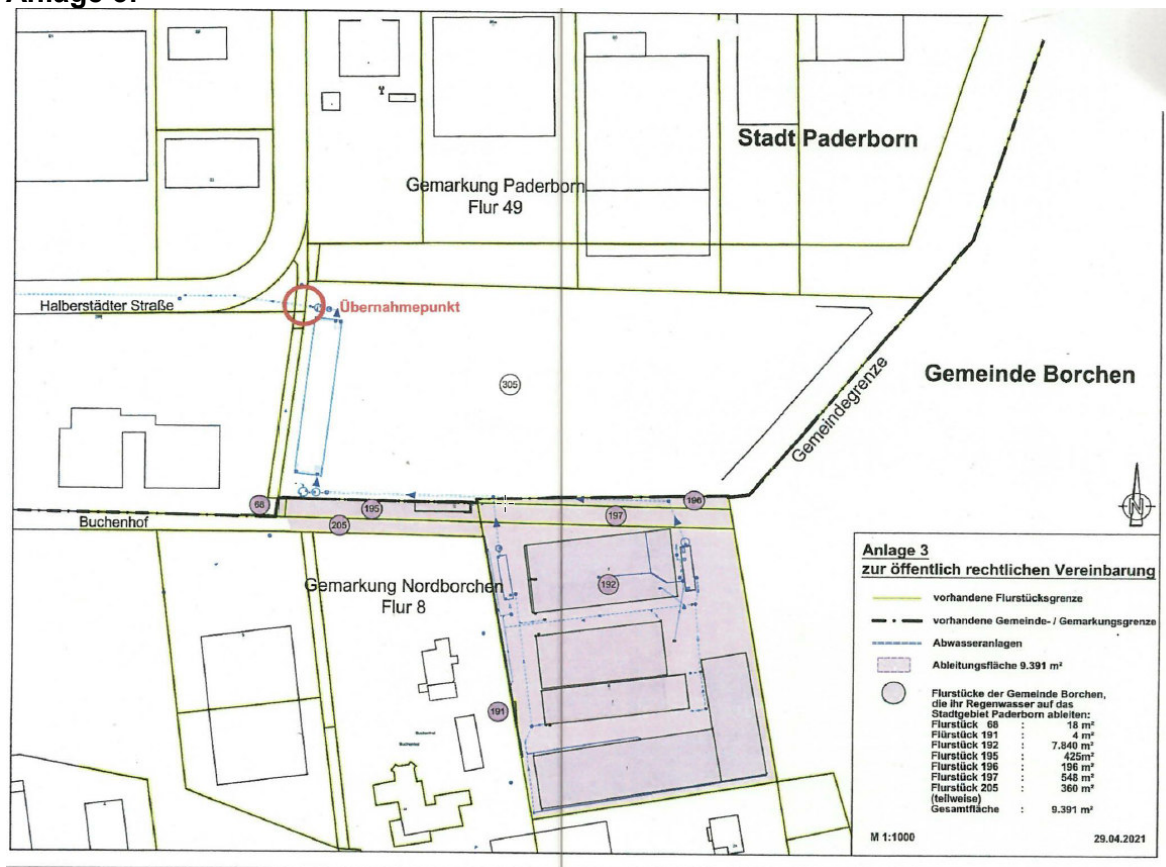 Anlage 3.
Stadt Paderborn
Gemarkung Paderborn
Flur 49
Halberstädter Straße
Übernahmepunkt
305
Gemeinde Borchen
Gemeindegrenze
68
195
196
197
205
Buchenhof
192
Gemarkung Nordborchen
Flur 8
191
Buchenhof
Buchenhof
N
Anlage 3
zur öffentlich rechtlichen Vereinbarung
vorhandene Flurstücksgrenze
vorhandene Gemeinde- / Gemarkungsgrenze
Abwasseranlagen
Ableitungsfläche 9.391 m²
Flurstücke der Gemeinde Borchen,
die ihr Regenwasser auf das
Stadtgebiet Paderborn ableiten:
Flurstück 68 : 18 m²
Flurstück 191 : 4 m²
Flurstück 192 : 7.840 m²
Flurstück 195 : 425m²
Flurstück 196 : 196 m²
Flurstück 197 : 548 m²
Flurstück 205 : 360 m²
(teilweise)
Gesamtfläche : 9.391 m²
M 1:1000
29.04.2021